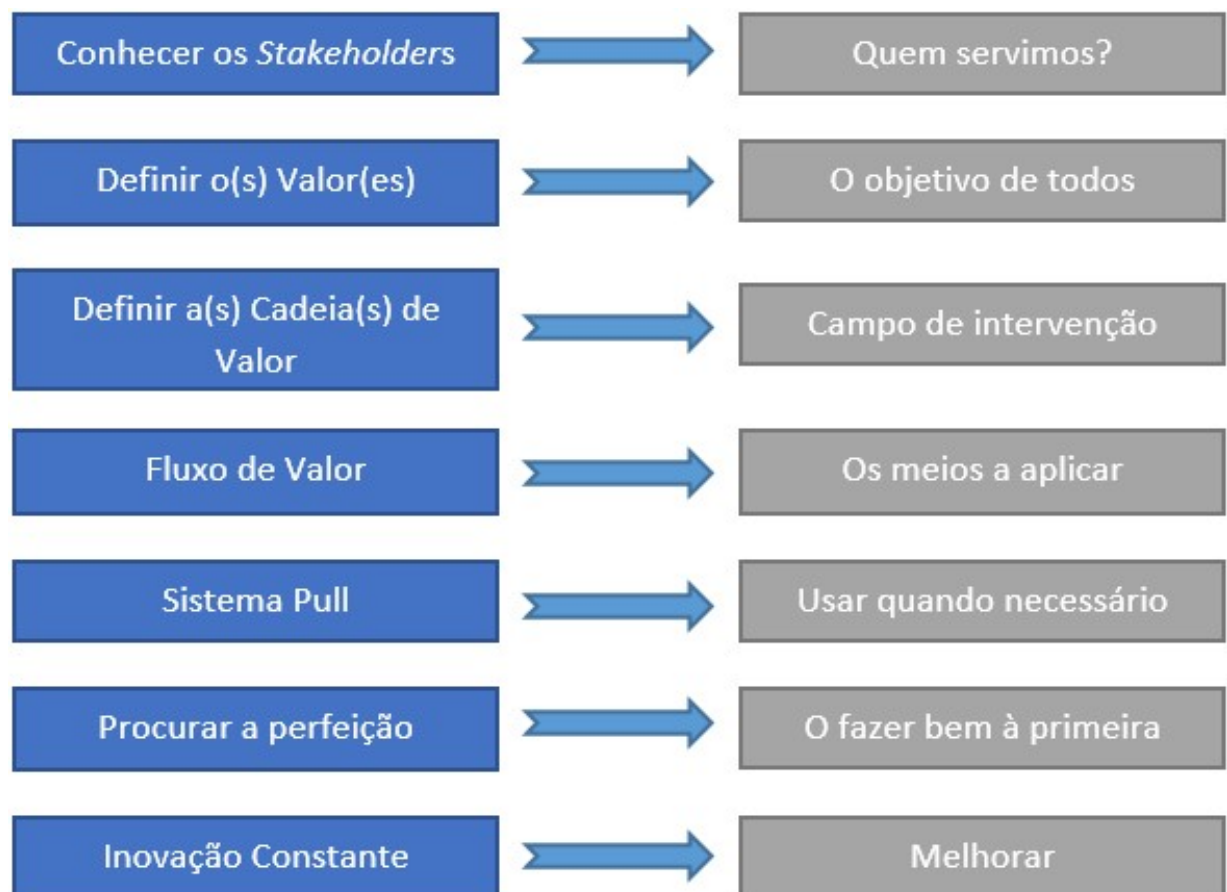 Conhecer os Stakeholders
Quem servimos?
Definir o(s) Valor(es)
O objetivo de todos
Definir a(s) Cadeia(s) de
Valor
Campo de intervenção
Fluxo de Valor
Os meios a aplicar
Sistema Pull
Usar quando necessário
Procurar a perfeição
O fazer bem à primeira
Inovação Constante
Melhorar